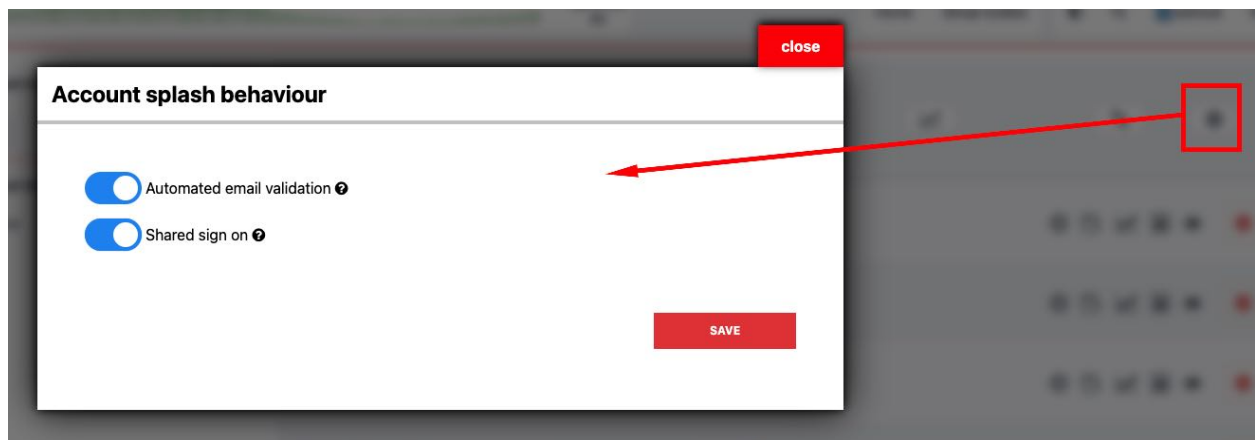 close
Account splash behaviour
Automated email validation
Shared sign on
SAVE